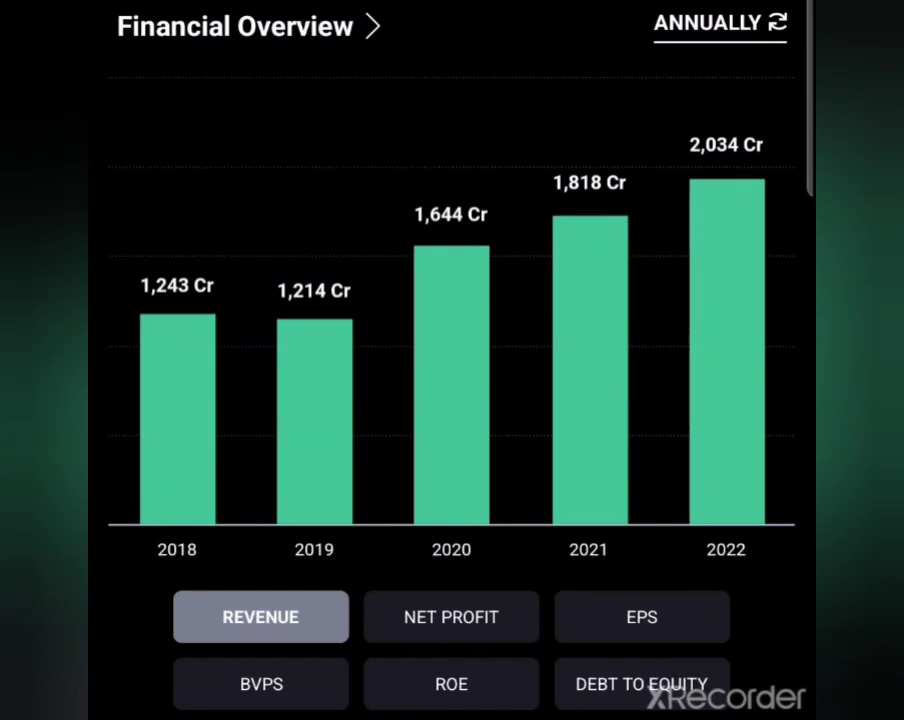 Financial Overview
ANNUALLY
2,034 Cr
1,818 Cr
1,644 Cr
1,243 Cr
1,214 Cr
2018 2019 2020 2021 2022
REVENUE NET PROFIT EPS
BVPS ROE DEBT TO EQUITY
XRecorder